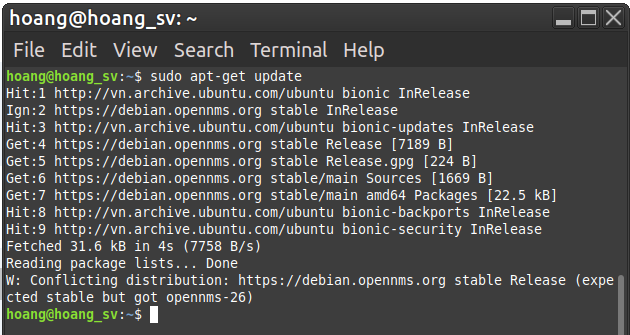 hoang@hoang_sv: ~
File Edit View Search Terminal Help
hoang@hoang_sv:~$ sudo apt-get update
Hit:1 http://vn.archive.ubuntu.com/ubuntu bionic InRelease
Ign:2 https://debian.opennms.org stable InRelease
Hit:3 http://vn.archive.ubuntu.com/ubuntu bionic-updates InRelease
Get:4 https://debian.opennms.org stable Release [7189 B]
Get:5 https://debian.opennms.org stable Release.gpg [224 B]
Get:6 https://debian.opennms.org stable/main Sources [1669 B]
Get:7 https://debian.opennms.org stable/main amd64 Packages [22.5 kB]
Hit:8 http://vn.archive.ubuntu.com/ubuntu bionic-backports InRelease
Hit:9 http://vn.archive.ubuntu.com/ubuntu bionic-security InRelease
Fetched 31.6 kB in 4s (7758 B/s)
Reading package lists... Done
W: Conflicting distribution: https://debian.opennms.org stable Release (expe
cted stable but got opennms-26)
hoang@hoang_sv:~$